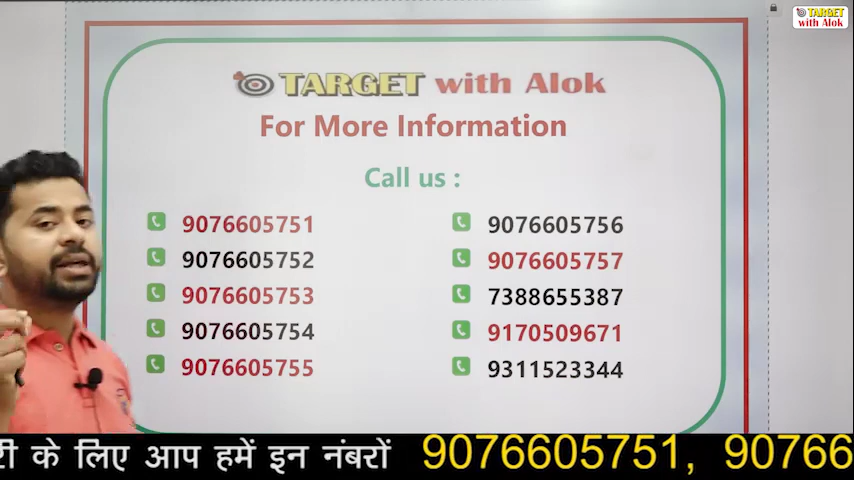 TARGET
with Alok
TARGET with Alok
For More Information
Call us :
9076605751
9076605752
9076605753
9076605754
9076605755
9076605756
9076605757
7388655387
9170509671
9311523344
के लिए आप हमें इन नंबरों 9076605751,